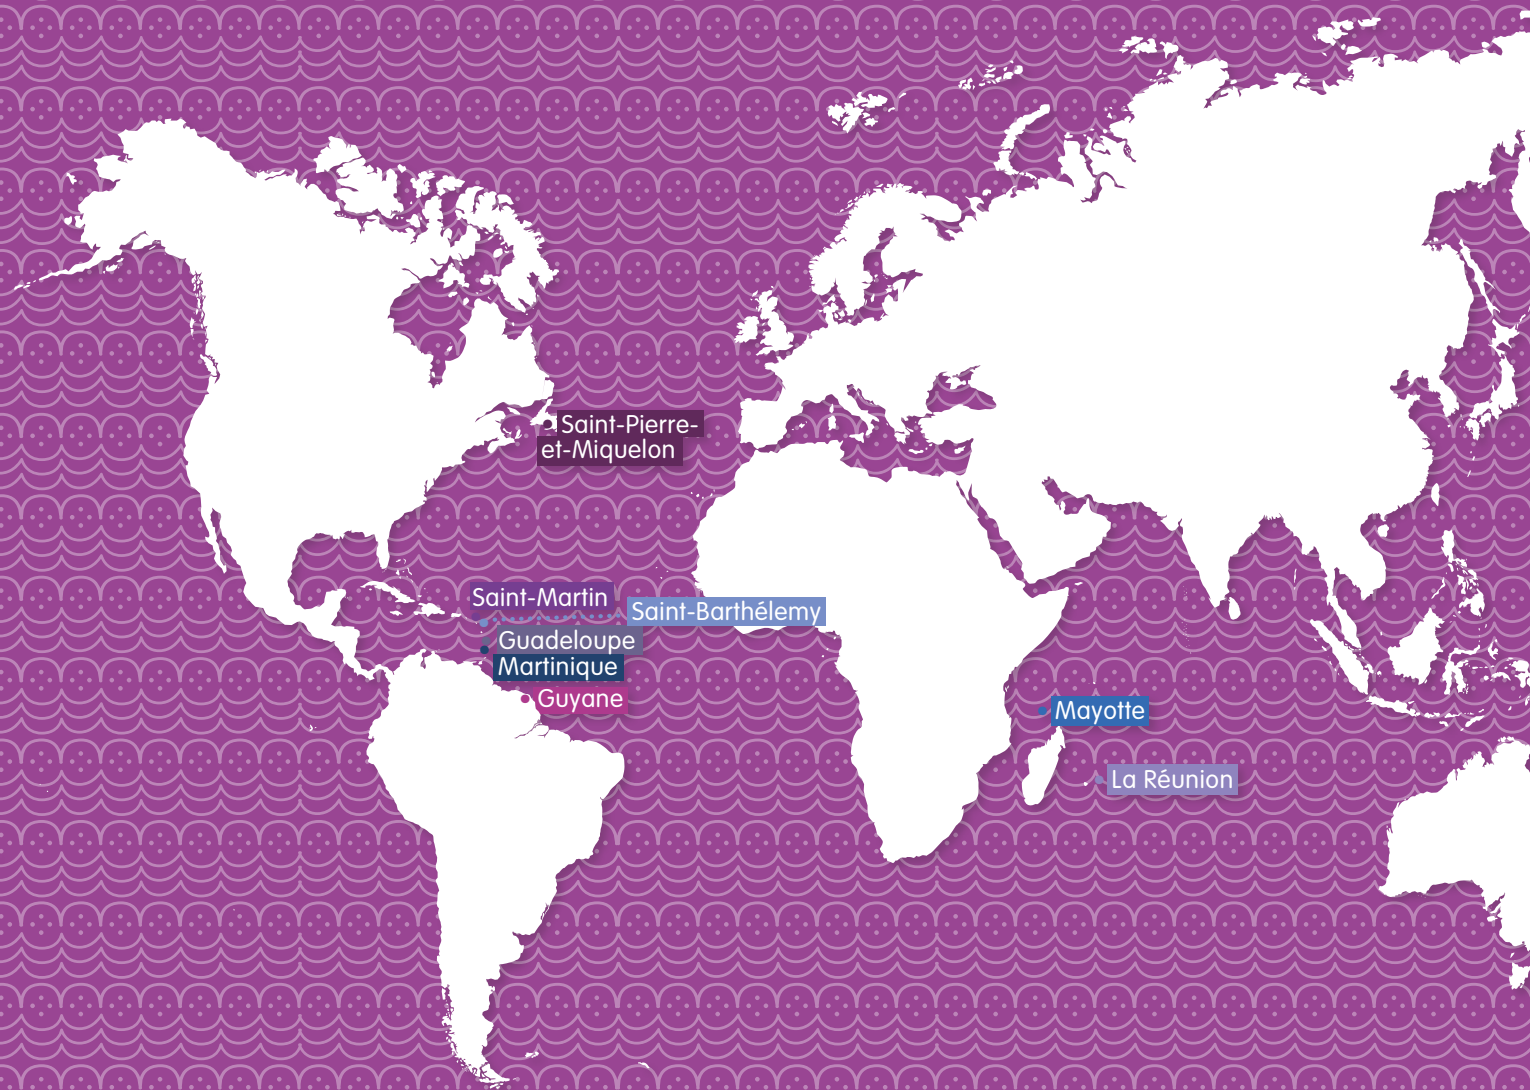 Saint-Pierre-
et-Miquelon
Saint-Martin
Saint-Barthélemy
Guadeloupe
Martinique
Guyane
Mayotte
La Réunion